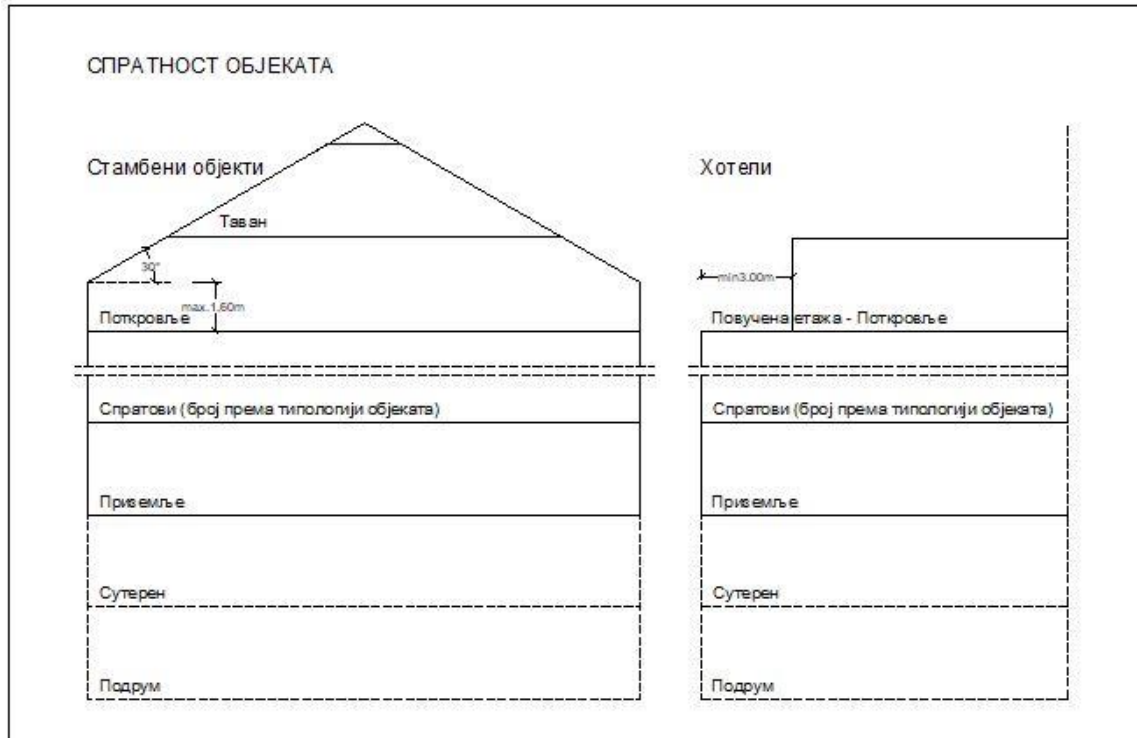 СПРАТНОСТ ОБЈЕКАТА
Стамбени објекти
Таван
30°
max.1.60m
Поткровље
Спратови (број према типологији објеката)
Приземље
Сутерен
Подрум
Хотели
min3.00m
Повучена етажа - Поткровље
Спратови (број према типологији објеката)
Приземље
Сутерен
Подрум